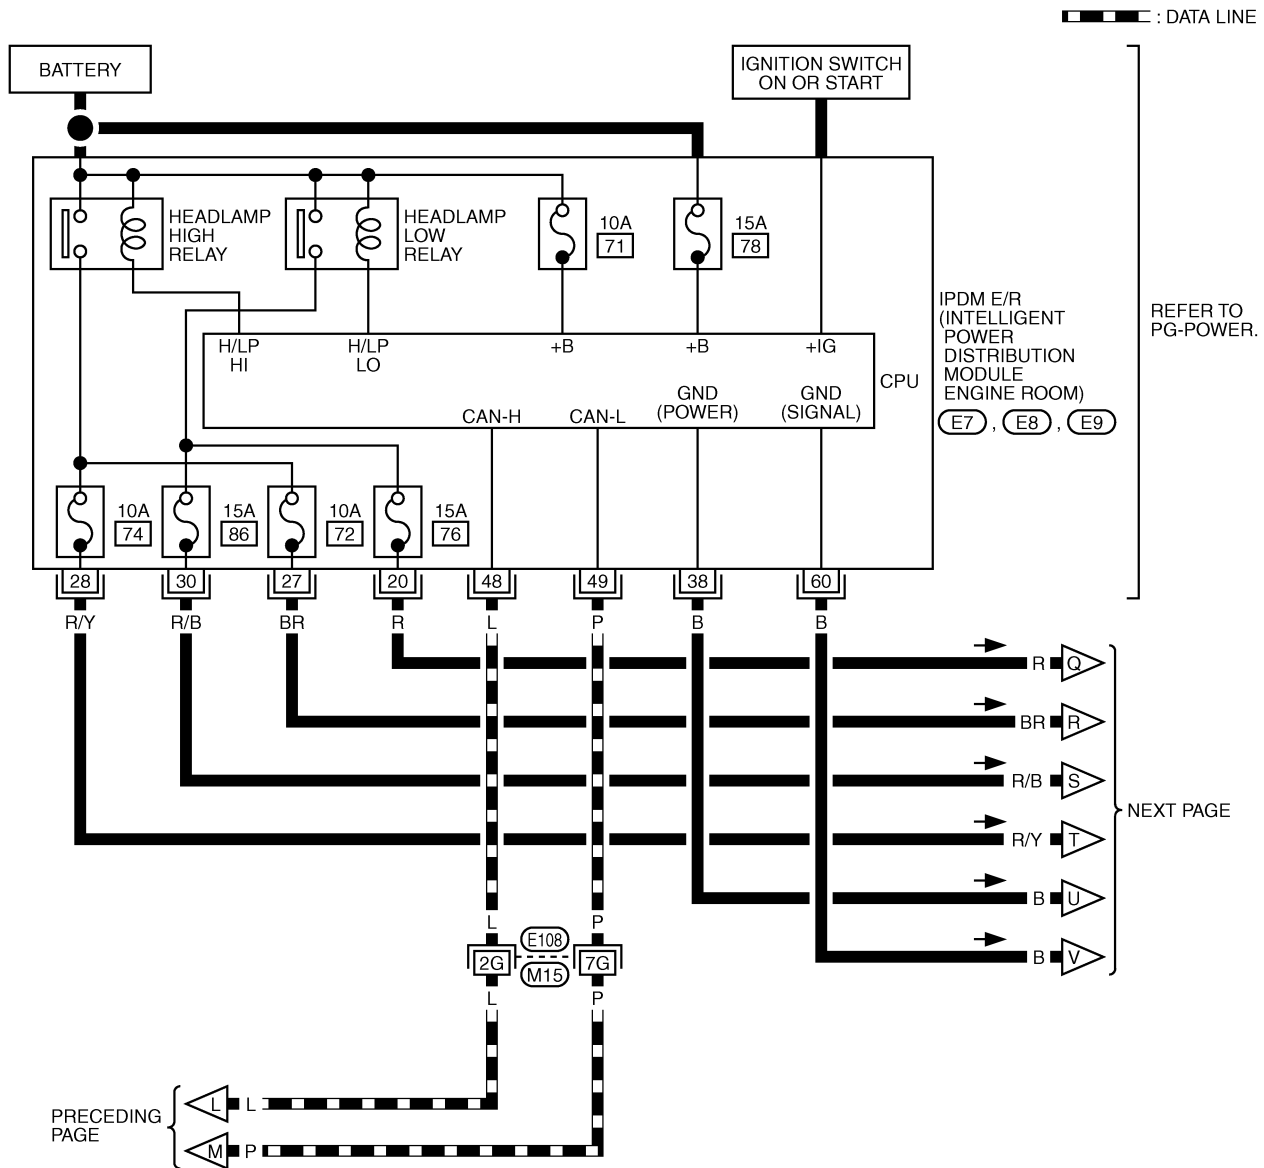 : DATA LINE
BATTERY
IGNITION SWITCH
ON OR START
HEADLAMP
HIGH
RELAY
HEADLAMP
LOW
RELAY
10A
71
15A
78
IPDM E/R
(INTELLIGENT
POWER
DISTRIBUTION
MODULE
ENGINE ROOM)
E7 , E8 , E9
REFER TO
PG-POWER.
H/LP
HI
H/LP
LO
+B
+B
+IG
CPU
CAN-H
CAN-L
GND
(POWER)
GND
(SIGNAL)
10A
74
15A
86
10A
72
15A
76
28
30
27
20
48
49
38
60
R/Y
R/B
BR
R
L
P
B
B
R
Q
BR
R
R/B
S
R/Y
T
B
U
B
V
NEXT PAGE
L
P
E108
2G
7G
M15
L
P
PRECEDING
PAGE
L
L
M
P